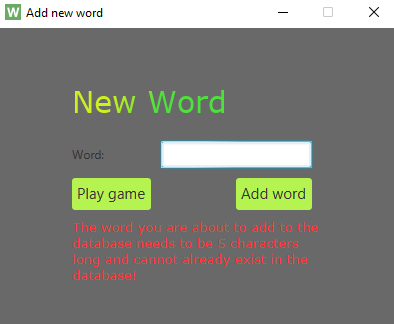 W Add new word
New Word
Word:
Play game Add word
The word you are about to add to the
database needs to be 5 characters
long and cannot already exist in the
database!